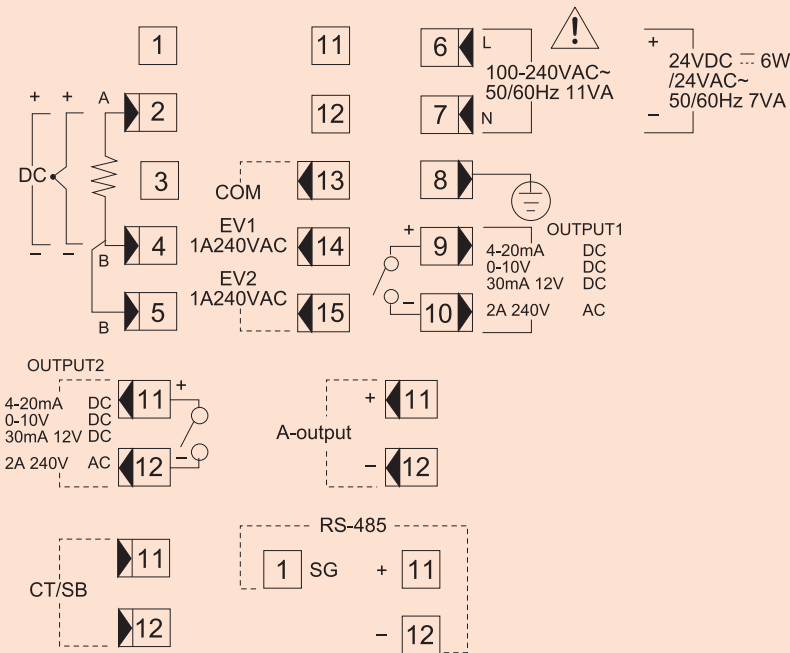 1
11
6
L
100-240VAC~
50/60Hz 11VA
+
24VDC ⎓ 6W
/24VAC~
50/60Hz 7VA
−
+ +
A
2
12
7
N
DC
3
COM
13
8
− −
B
4
EV1
1A240VAC
14
+
9
OUTPUT1
4-20mA DC
0-10V DC
30mA 12V DC
2A 240V AC
B
5
EV2
1A240VAC
15
−
10
OUTPUT2
4-20mA DC
0-10V DC
30mA 12V DC
2A 240V AC
11
+
12
−
A-output
+
11
−
12
CT/SB
11
12
RS-485
1
SG
+
11
−
12